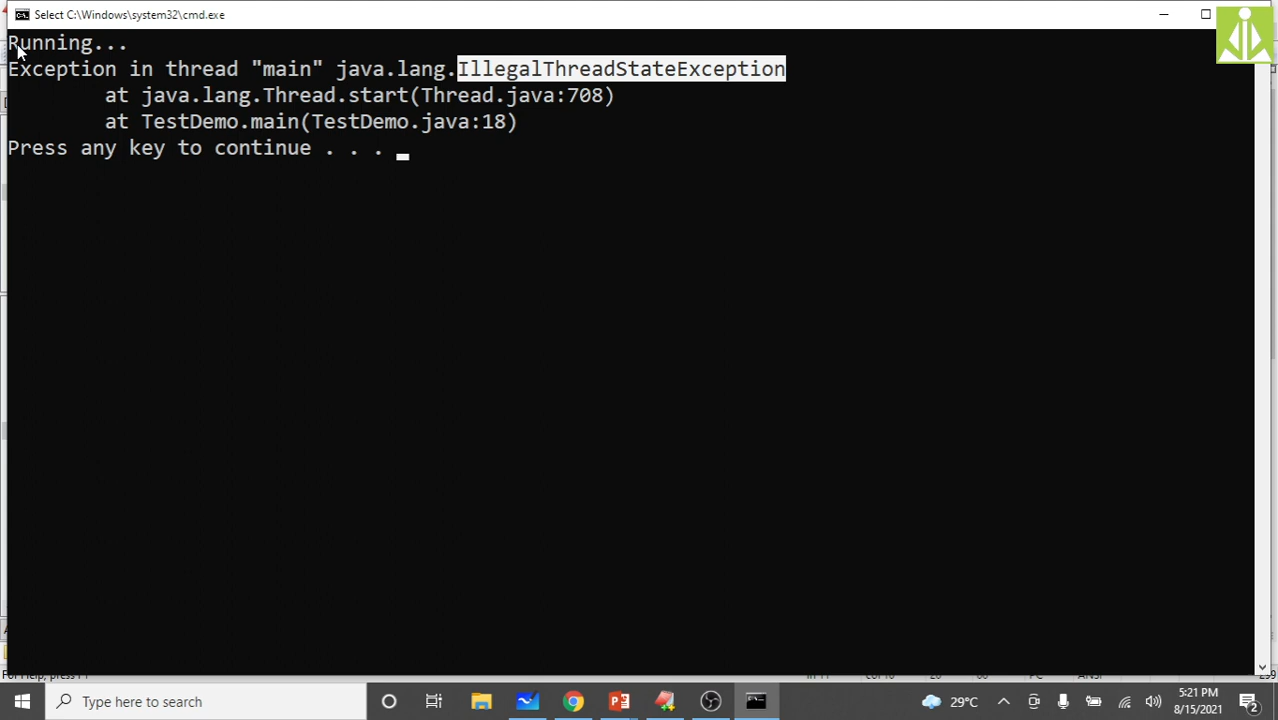 Select C:\Windows\system32\cmd.exe
Running...
Exception in thread "main" java.lang.IllegalThreadStateException
at java.lang.Thread.start(Thread.java:708)
at TestDemo.main(TestDemo.java:18)
Press any key to continue . . .
Type here to search
29°C
5:21 PM
8/15/2021
2